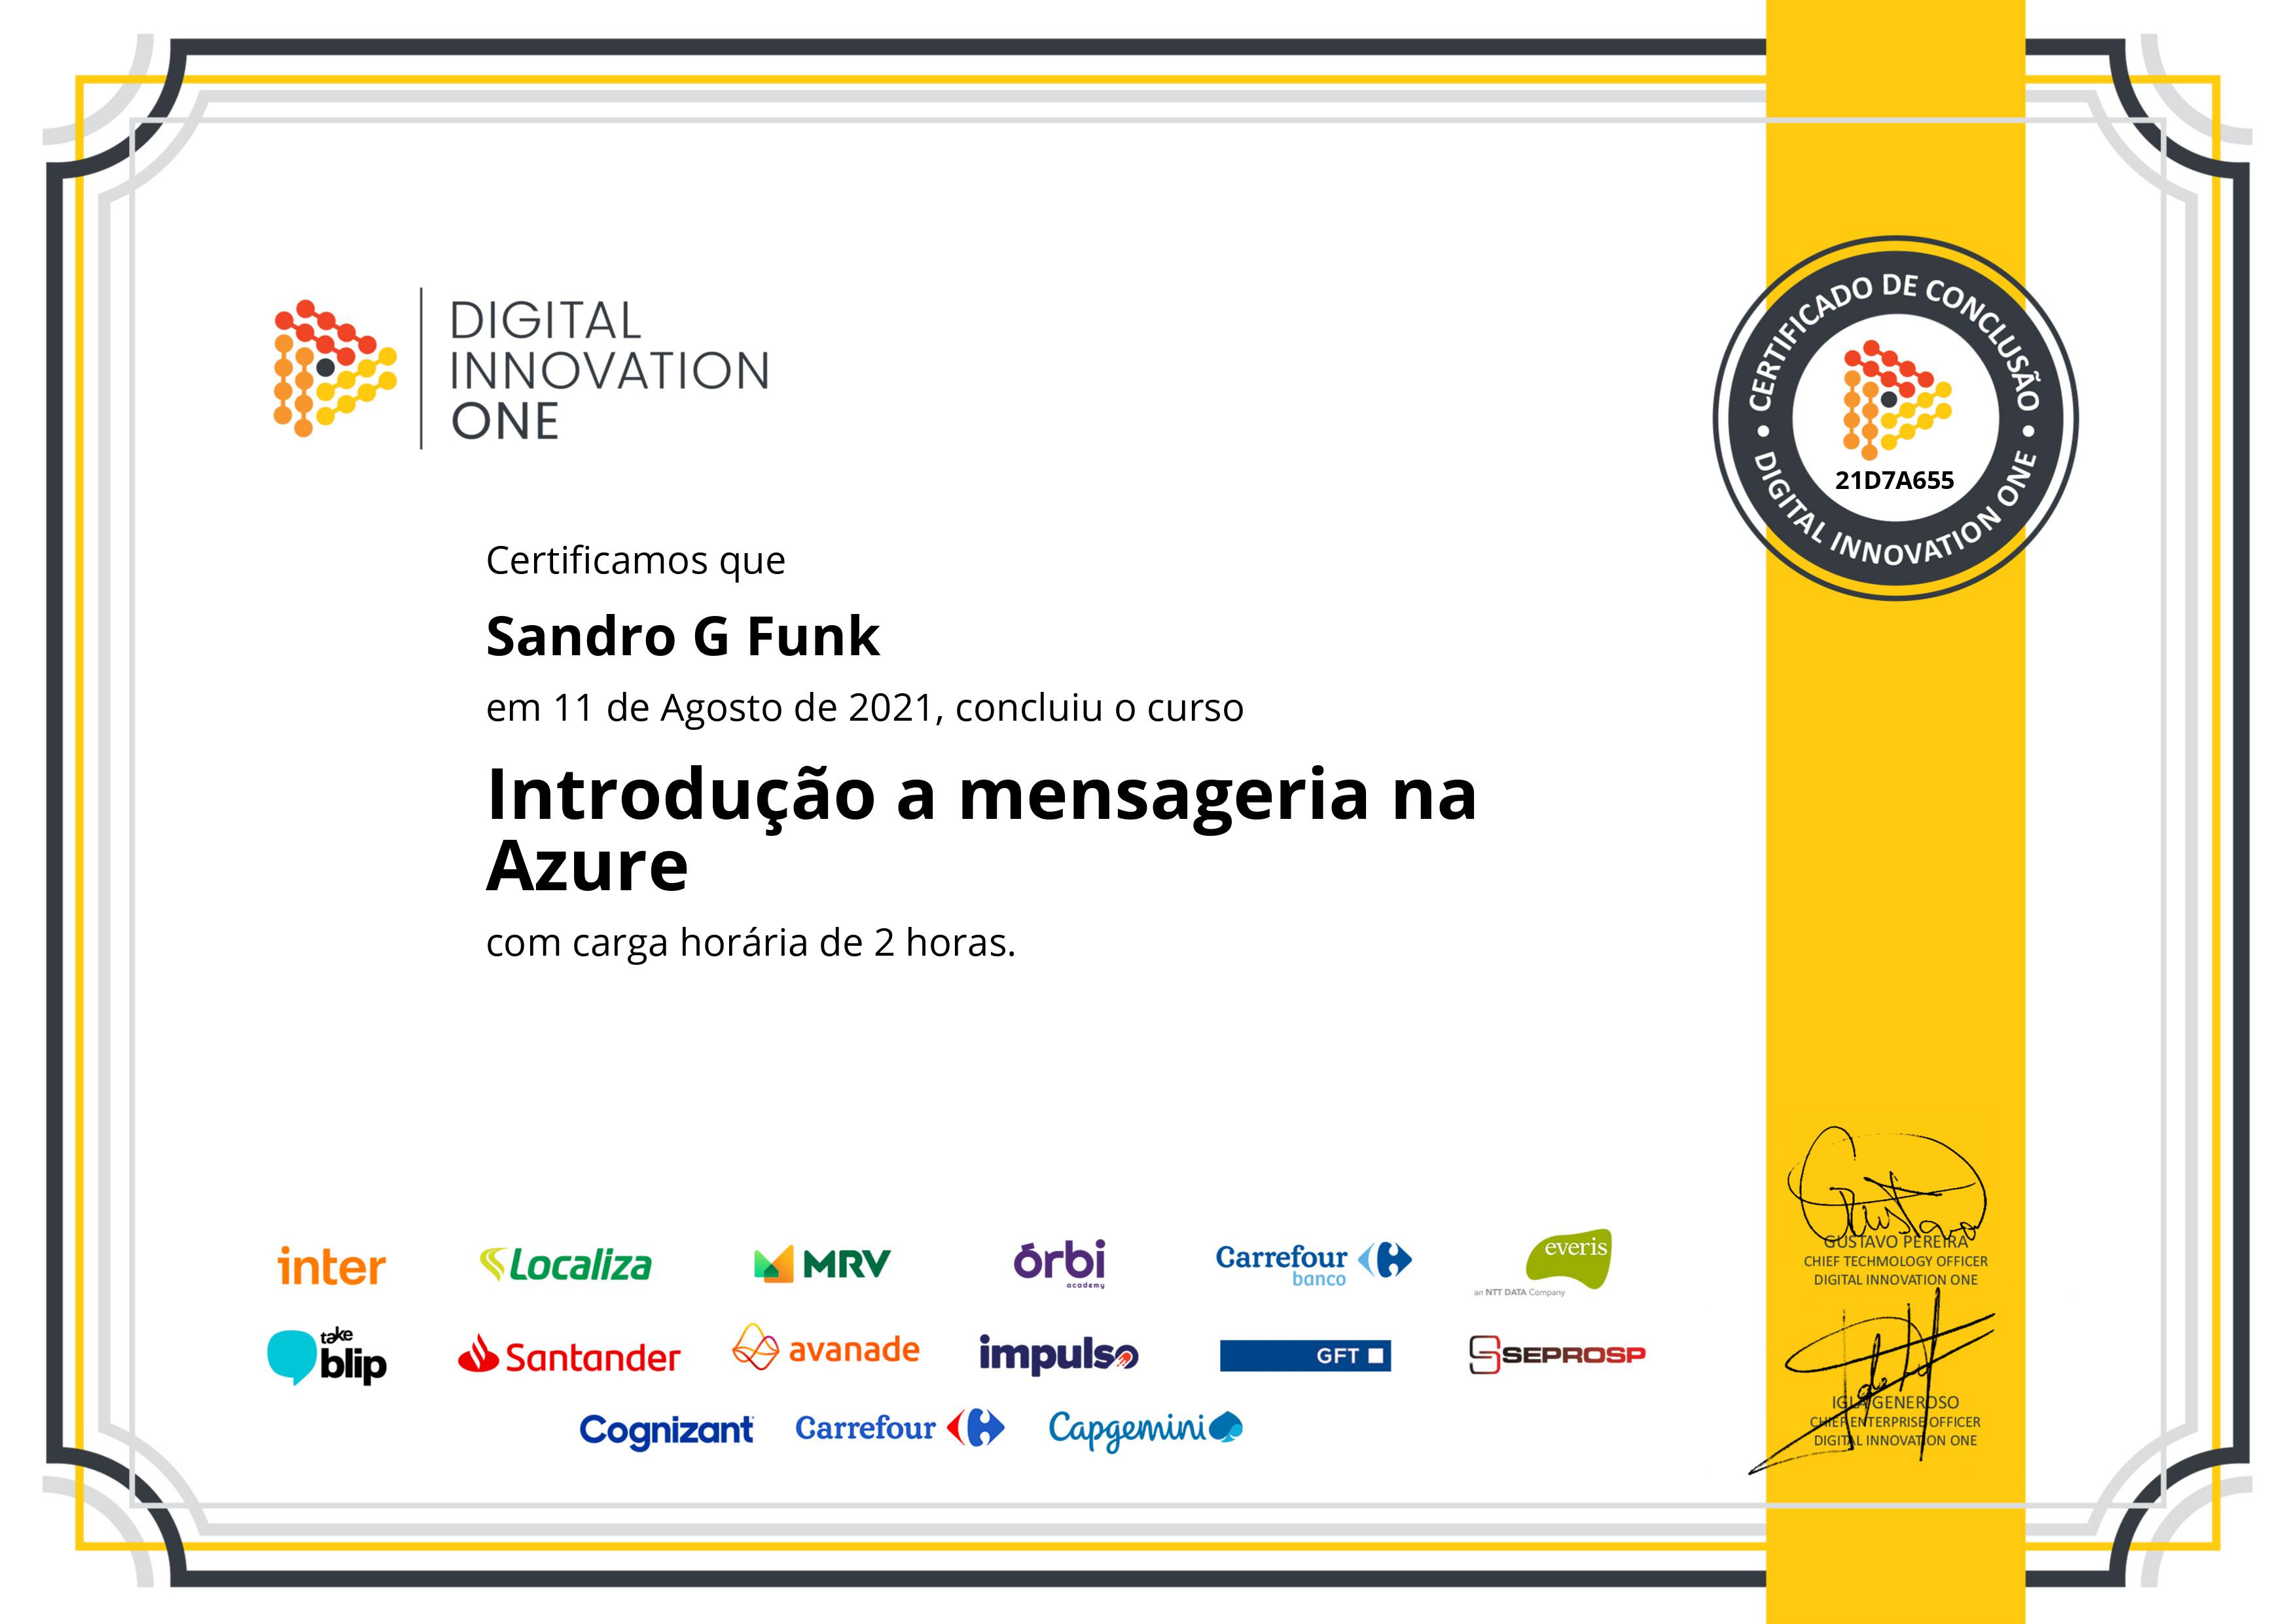 DIGITAL
INNOVATION
ONE
CERTIFICADO DE CONCLUSÃO
21D7A655
DIGITAL INNOVATION ONE
Certificamos que
Sandro G Funk
em 11 de Agosto de 2021, concluiu o curso
Introdução a mensageria na
Azure
com carga horária de 2 horas.
inter
Localiza
MRV
órbi
academy
Carrefour
banco
everis
an NTT DATA Company
take
blip
Santander
avanade
impulso
GFT
SEPROSP
Cognizant
Carrefour
Capgemini
Gustavo
GUSTAVO PEREIRA
CHIEF TECHMOLOGY OFFICER
DIGITAL INNOVATION ONE
IGLA GENEROSO
CHIEF ENTERPRISE OFFICER
DIGITAL INNOVATION ONE